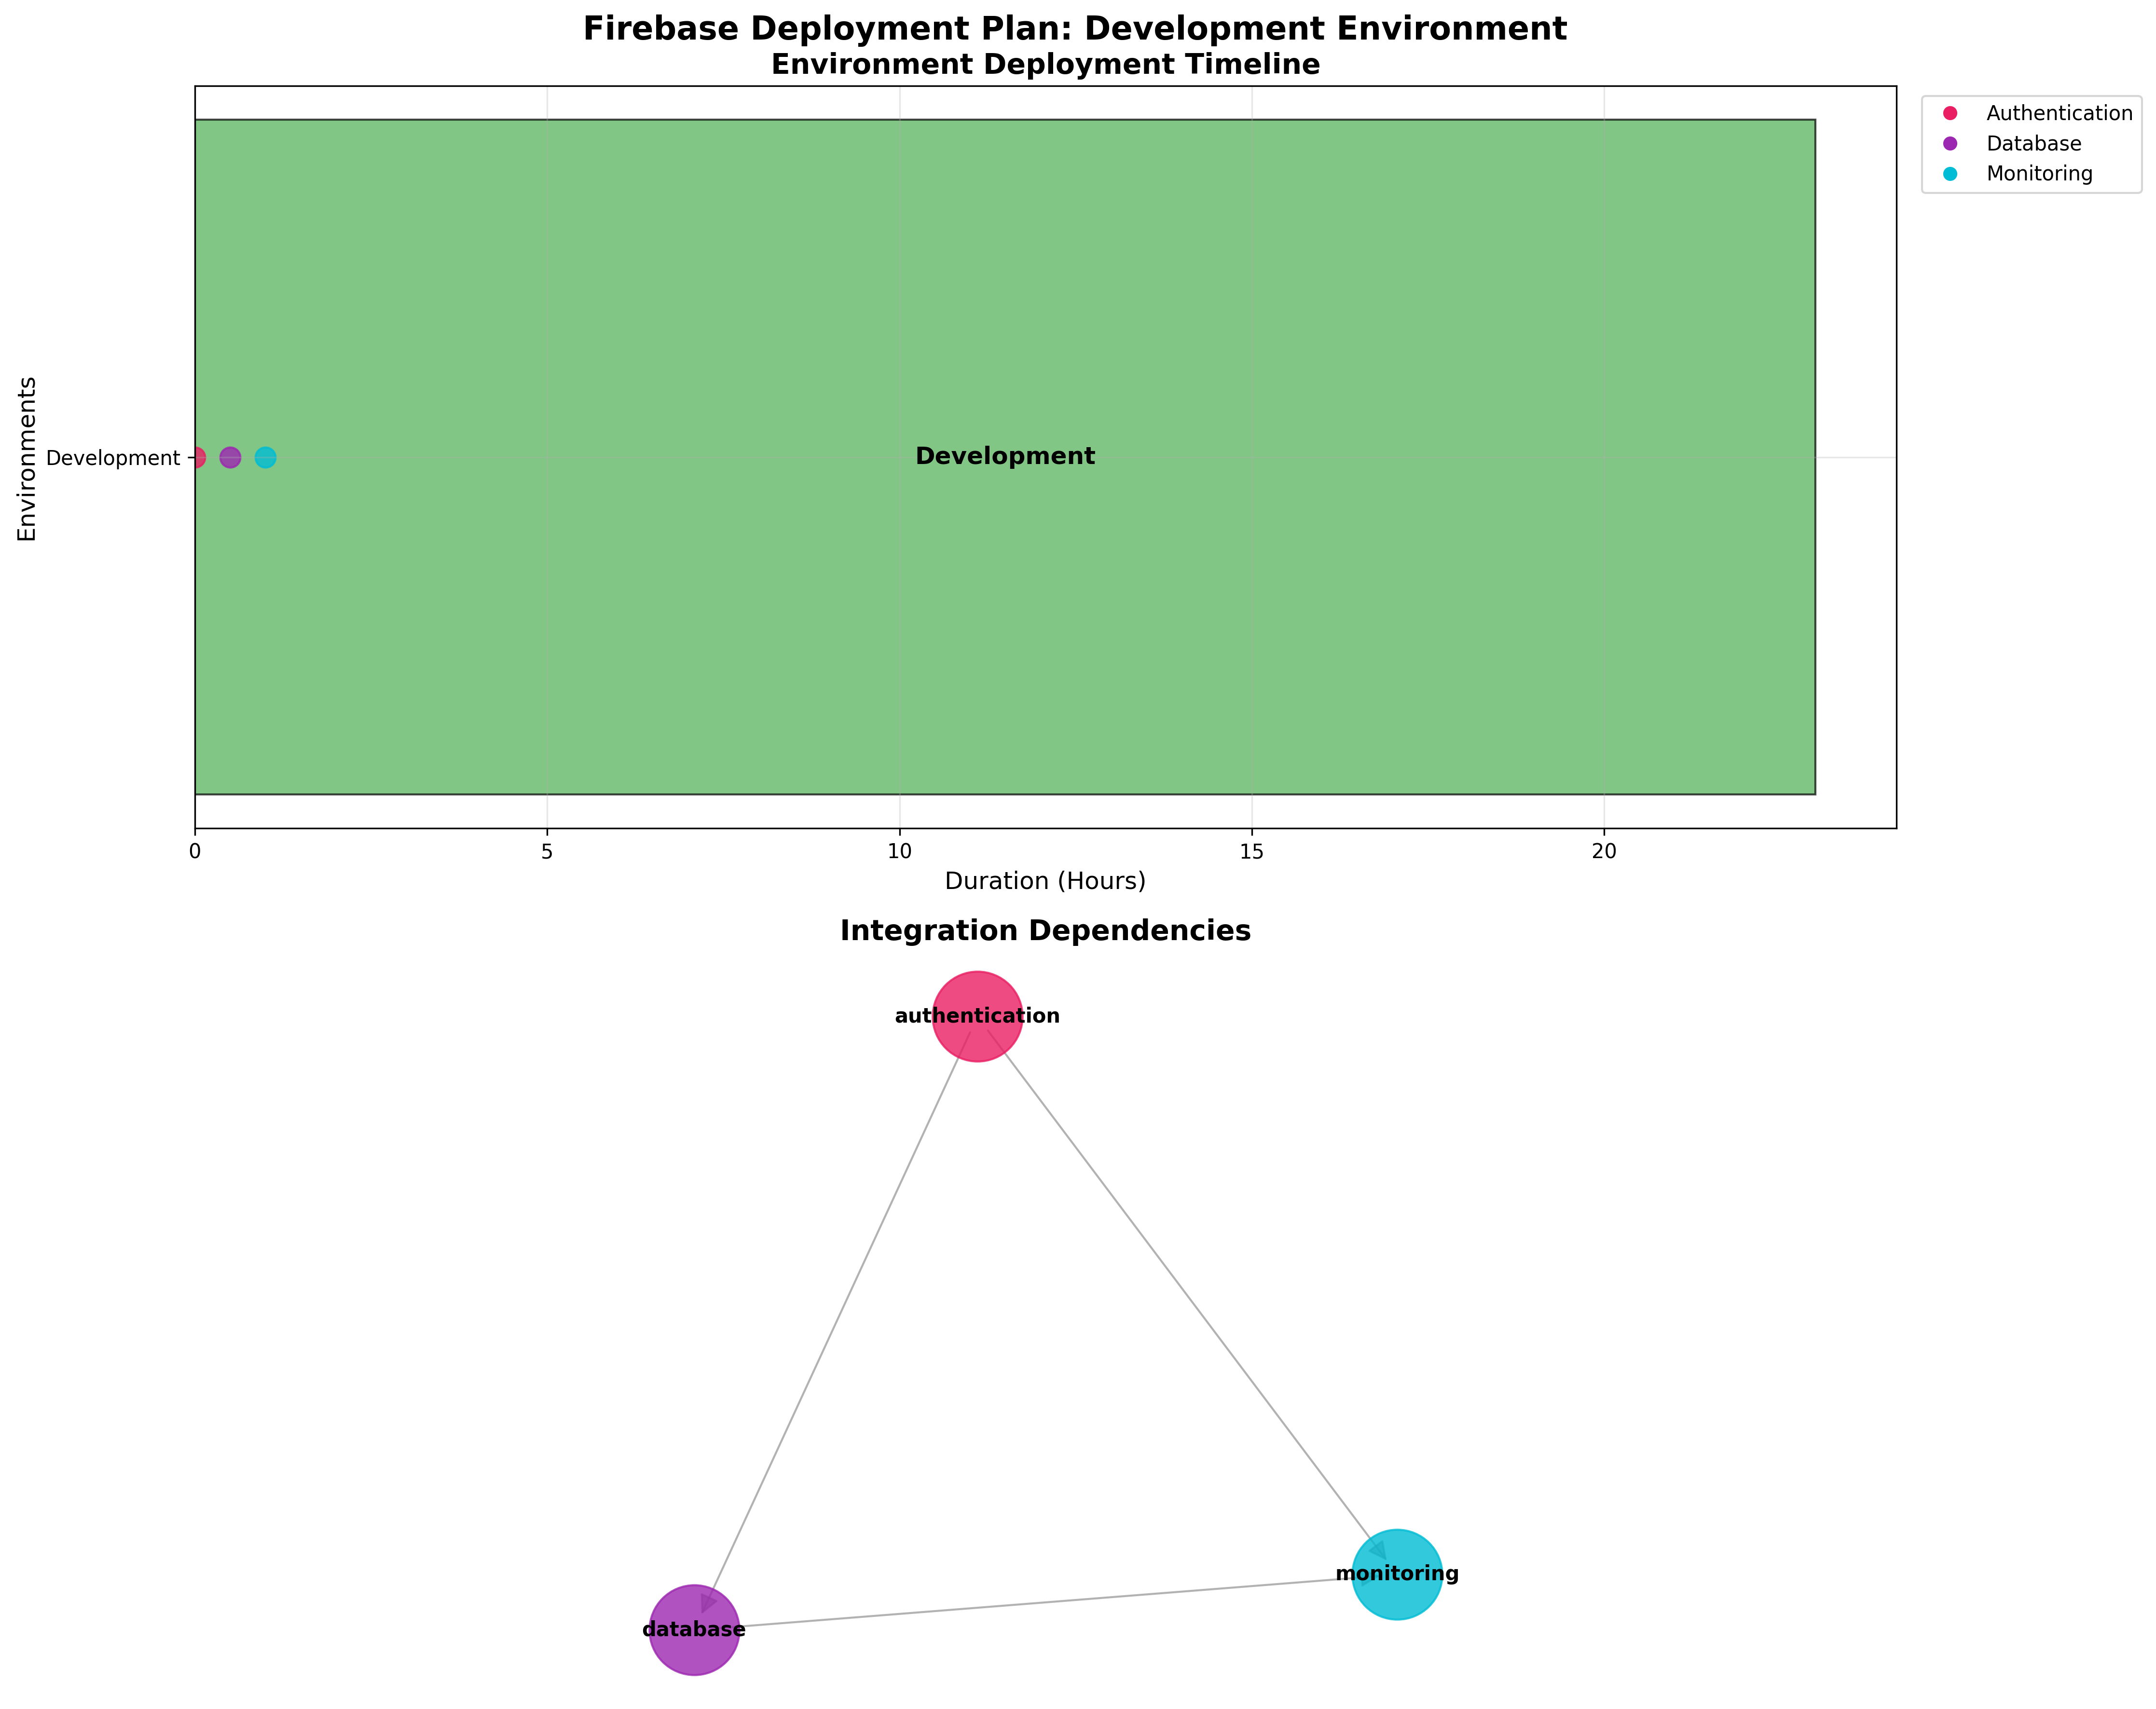 Firebase Deployment Plan: Development Environment
Environment Deployment Timeline
Authentication
Database
Monitoring
Environments
Development
Development
0 5 10 15 20
Duration (Hours)
Integration Dependencies
authentication
monitoring
database